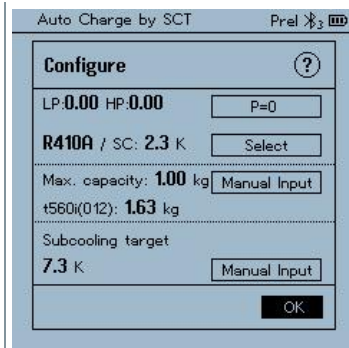 Auto Charge by SCT Prel 3
Configure ?
LP:0.00 HP:0.00 P=0
R410A / SC: 2.3 K Select
Max. capacity: 1.00 kg Manual Input
t560i(012): 1.63 kg
Subcooling target
7.3 K Manual Input
OK